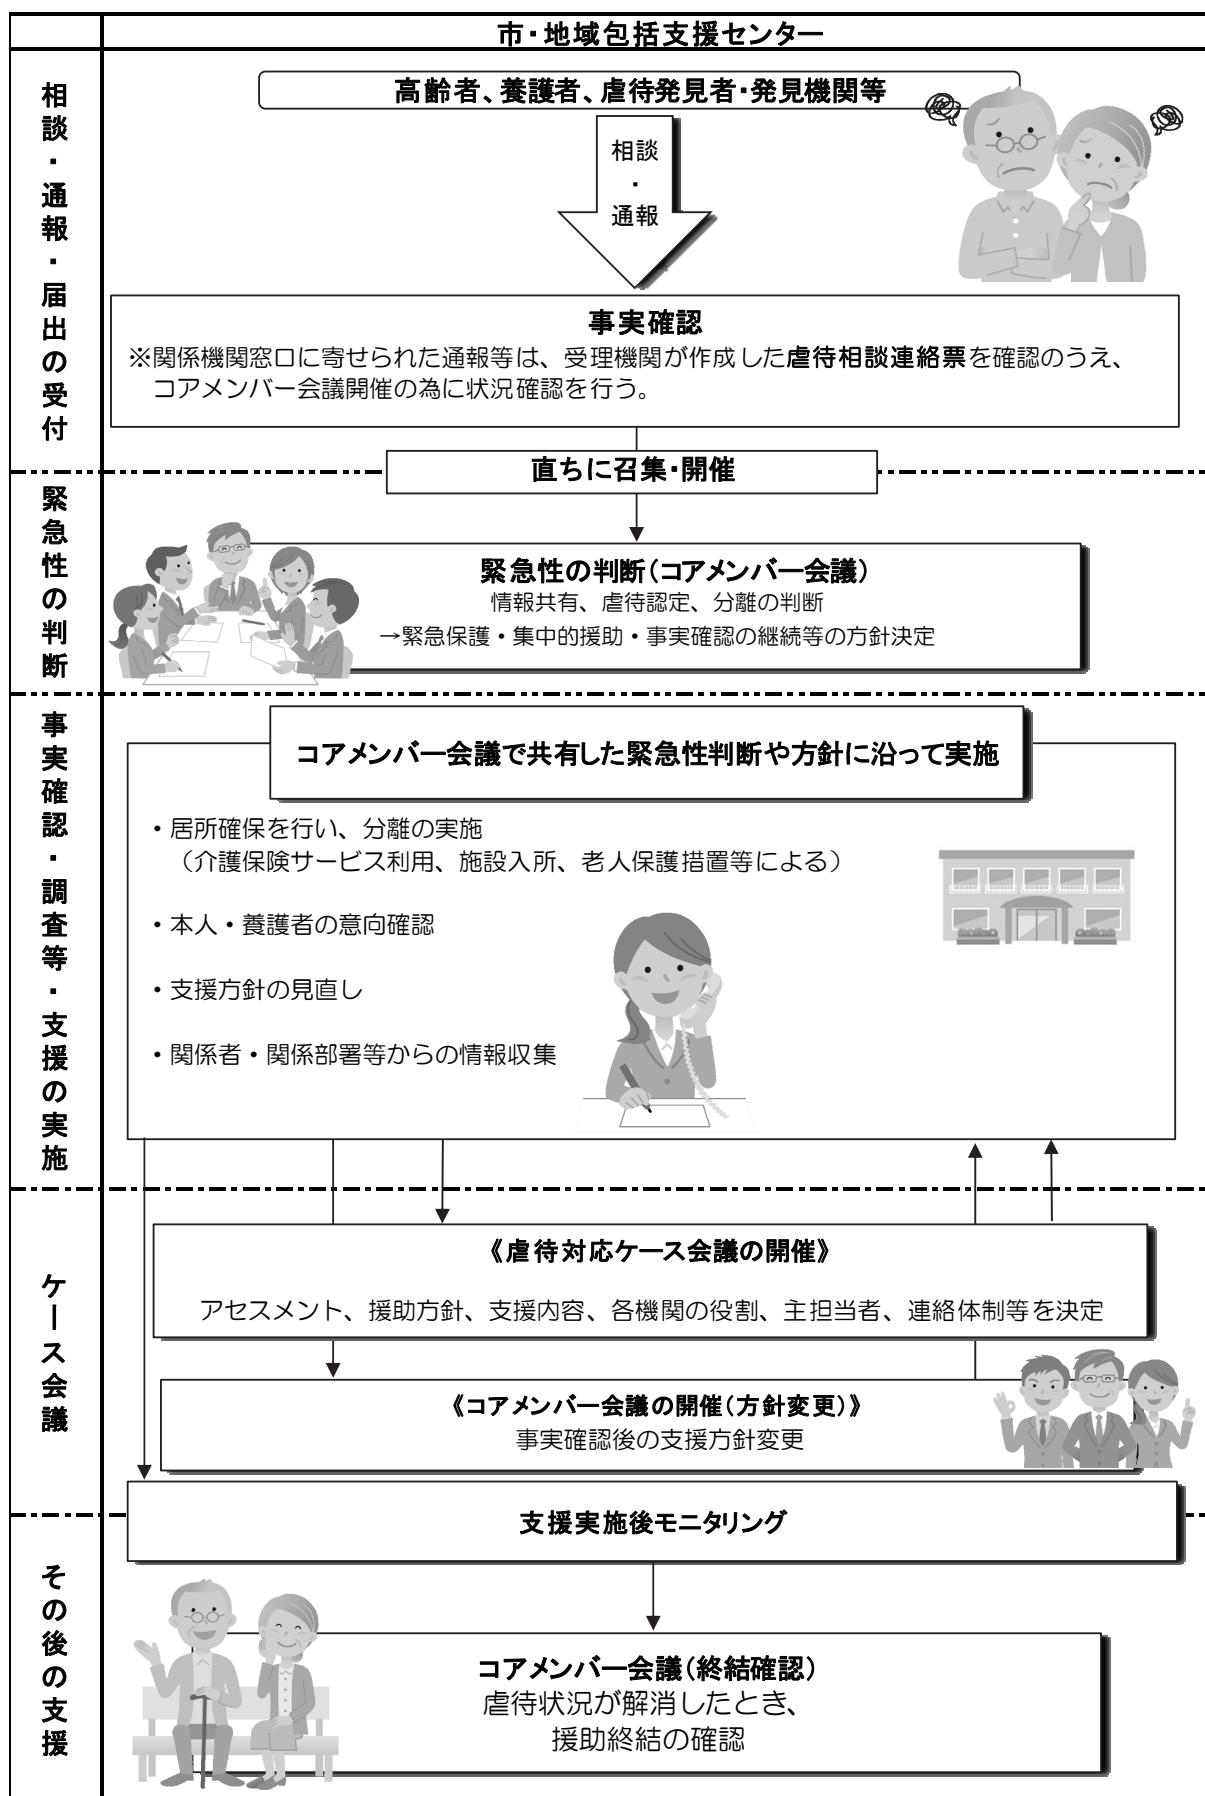 市・地域包括支援センター
相談・通報・届出の受付
高齢者、養護者、虐待発見者・発見機関等
相談
・
通報
事実確認
※関係機関窓口に寄せられた通報等は、受理機関が作成した虐待相談連絡票を確認のうえ、
コアメンバー会議開催の為に状況確認を行う。
直ちに召集・開催
緊急性の判断
緊急性の判断（コアメンバー会議）
情報共有、虐待認定、分離の判断
→緊急保護・集中的援助・事実確認の継続等の方針決定
事実確認・調査等・支援の実施
コアメンバー会議で共有した緊急性判断や方針に沿って実施
・居所確保を行い、分離の実施
（介護保険サービス利用、施設入所、老人保護措置等による）
・本人・養護者の意向確認
・支援方針の見直し
・関係者・関係部署等からの情報収集
ケース会議
《虐待対応ケース会議の開催》
アセスメント、援助方針、支援内容、各機関の役割、主担当者、連絡体制等を決定
《コアメンバー会議の開催（方針変更）》
事実確認後の支援方針変更
支援実施後モニタリング
その後の支援
コアメンバー会議（終結確認）
虐待状況が解消したとき、
援助終結の確認